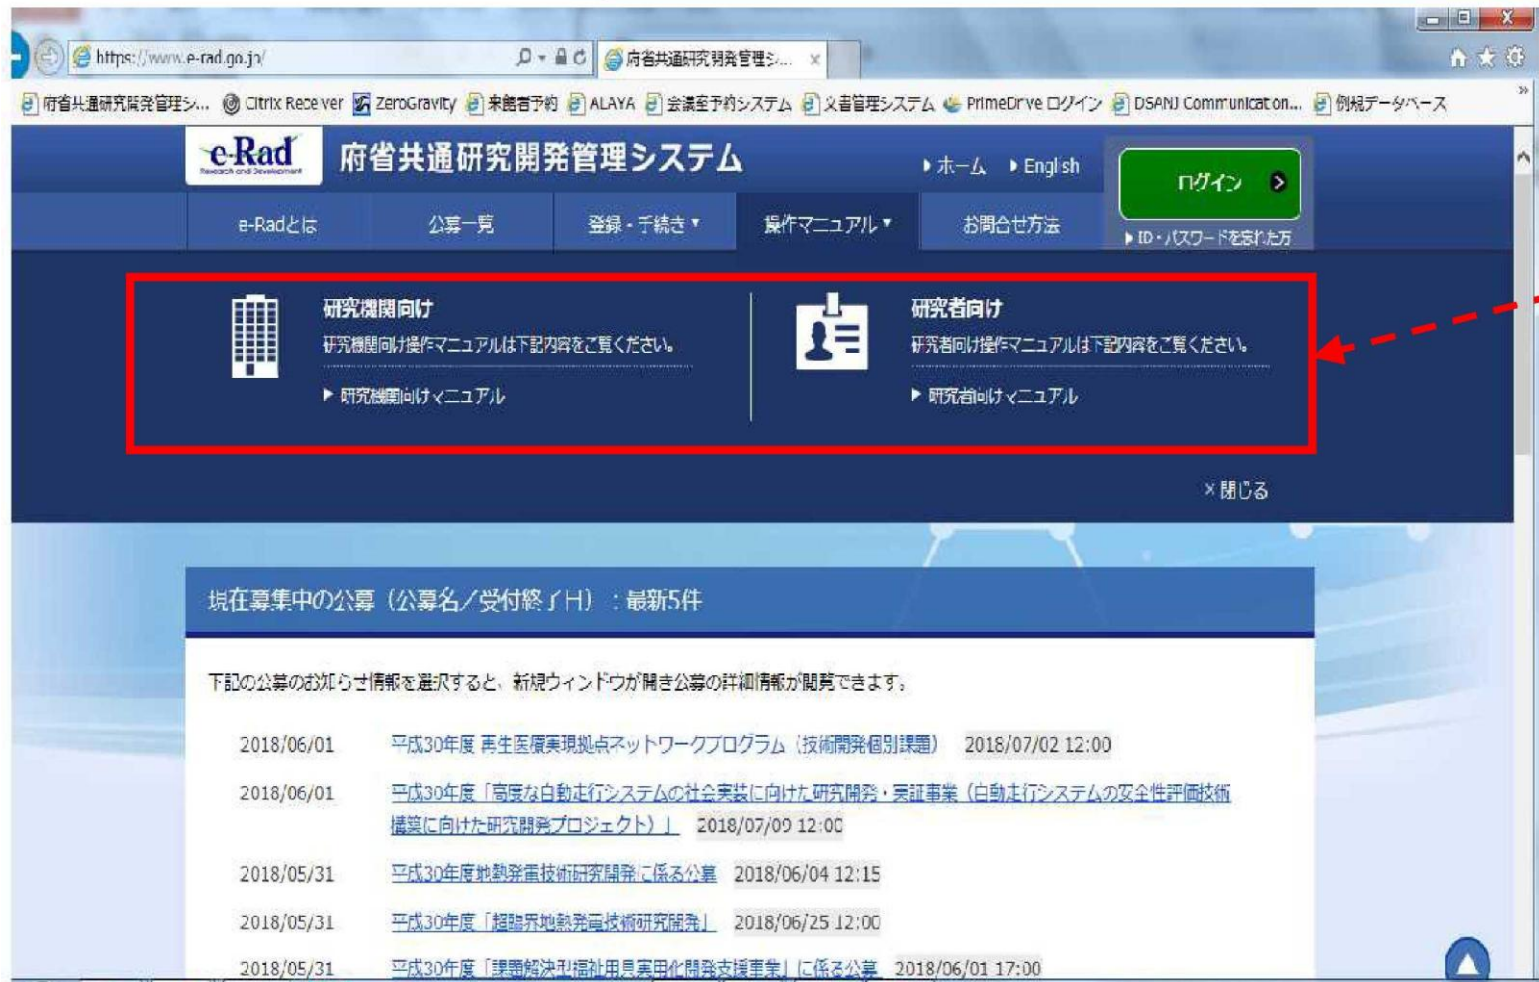 https://www.e-rad.go.jp/
府省共通研究開発管理シ... ×
府省共通研究開発管理シ... Citrix Receiver ZeroGravity 来館者予約 ALAYA 会議室予約システム 文書管理システム PrimeDrive ログイン DSANJ Communication... 例規データベース »
e-Rad
Research and Development
府省共通研究開発管理システム
ホーム English
ログイン
e-Radとは 公募一覧 登録・手続き▼ 操作マニュアル▼ お問合せ方法
ID・パスワードを忘れた方
研究機関向け
研究機関向け操作マニュアルは下記内容をご覧ください。
▶ 研究機関向けマニュアル
研究者向け
研究者向け操作マニュアルは下記内容をご覧ください。
▶ 研究者向けマニュアル
×閉じる
現在募集中の公募(公募名/受付終了日):最新5件
下記の公募のお知らせ情報を選択すると、新規ウィンドウが開き公募の詳細情報が閲覧できます。
2018/06/01 平成30年度 再生医療実現拠点ネットワークプログラム(技術開発個別課題) 2018/07/02 12:00
2018/06/01 平成30年度「高度な自動走行システムの社会実装に向けた研究開発・実証事業(自動走行システムの安全性評価技術
構築に向けた研究開発プロジェクト)」 2018/07/09 12:00
2018/05/31 平成30年度地熱発電技術研究開発に係る公募 2018/06/04 12:15
2018/05/31 平成30年度「超臨界地熱発電技術研究開発」 2018/06/25 12:00
2018/05/31 平成30年度「課題解決型福祉用具実用化開発支援事業」に係る公募 2018/06/01 17:00